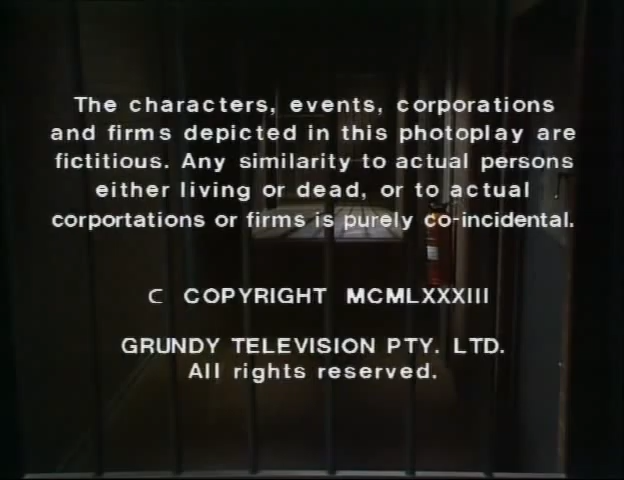 The characters, events, corporations
and firms depicted in this photoplay are
fictitious. Any similarity to actual persons
either living or dead, or to actual
corportations or firms is purely co-incidental.
C COPYRIGHT MCMLXXXIII
GRUNDY TELEVISION PTY. LTD.
All rights reserved.